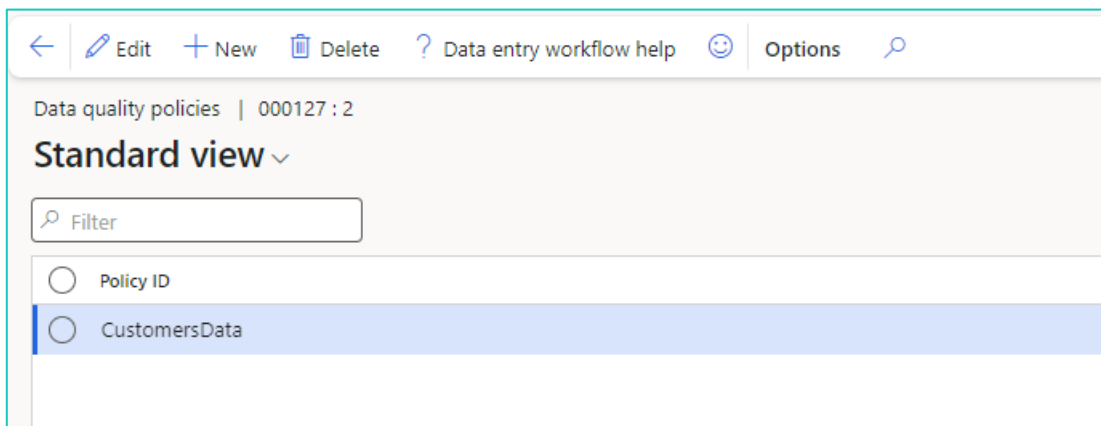 Edit New Delete ? Data entry workflow help Options
Data quality policies | 000127 : 2
Standard view
Filter
Policy ID
CustomersData